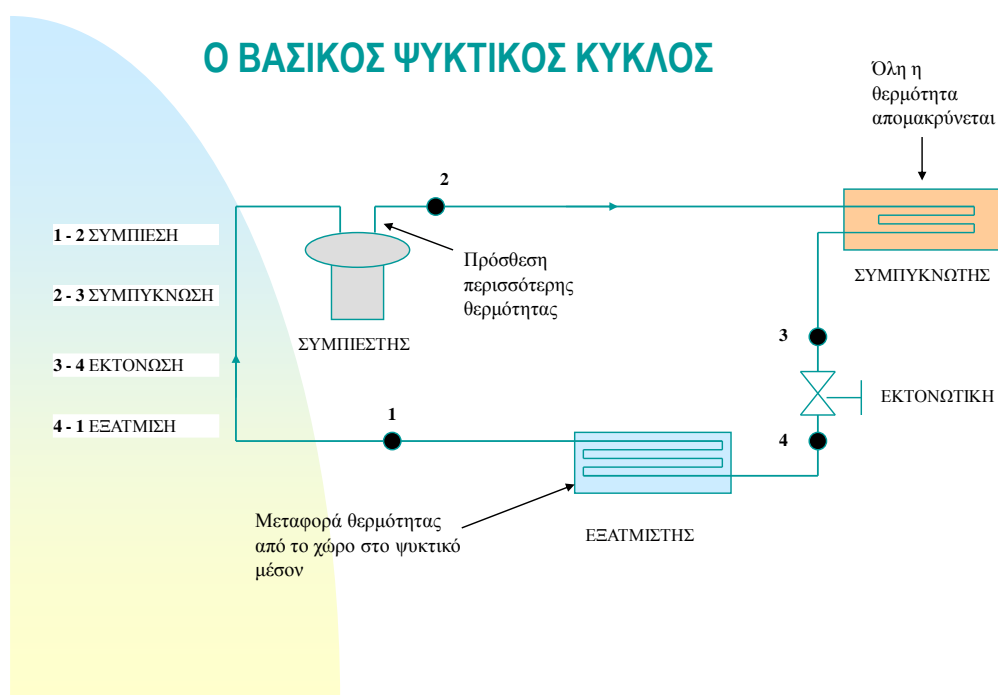 Ο ΒΑΣΙΚΟΣ ΨΥΚΤΙΚΟΣ ΚΥΚΛΟΣ
Όλη η
θερμότητα
απομακρύνεται
2
1 - 2 ΣΥΜΠΙΕΣΗ
2 - 3 ΣΥΜΠΥΚΝΩΣΗ
3 - 4 ΕΚΤΟΝΩΣΗ
4 - 1 ΕΞΑΤΜΙΣΗ
Πρόσθεση
περισσότερης
θερμότητας
ΣΥΜΠΙΕΣΤΗΣ
ΣΥΜΠΥΚΝΩΤΗΣ
3
ΕΚΤΟΝΩΤΙΚΗ
1
4
Μεταφορά θερμότητας
από το χώρο στο ψυκτικό
μέσον
ΕΞΑΤΜΙΣΤΗΣ